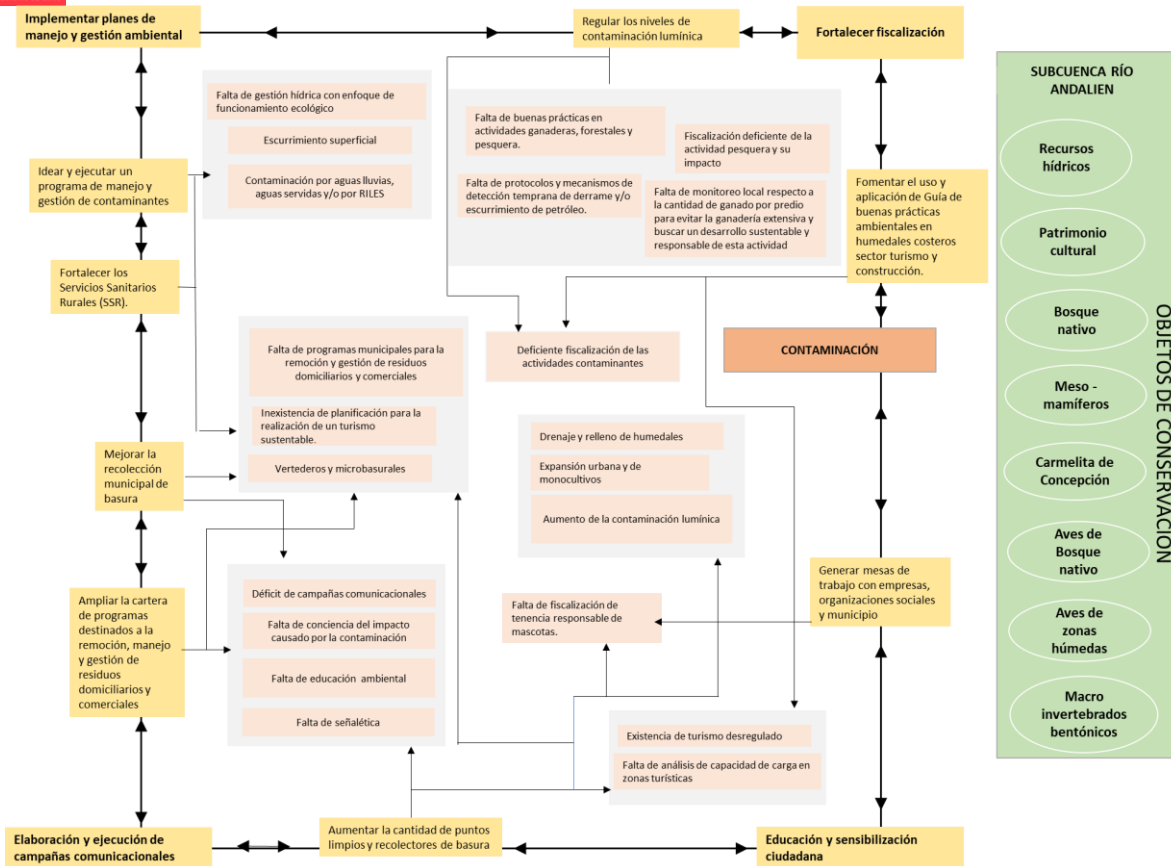 Implementar planes de
manejo y gestión ambiental
Regular los niveles de
contaminación lumínica
Fortalecer fiscalización
Falta de gestión hídrica con enfoque de
funcionamiento ecológico
Escurrimiento superficial
Contaminación por aguas lluvias,
aguas servidas y/o por RILES
Falta de buenas prácticas en
actividades ganaderas, forestales y
pesquera.
Fiscalización deficiente de la
actividad pesquera y su
impacto
Falta de protocolos y mecanismos de
detección temprana de derrame y/o
escurrimiento de petróleo.
Falta de monitoreo local respecto a
la cantidad de ganado por predio
para evitar la ganadería extensiva y
buscar un desarrollo sustentable y
responsable de esta actividad
Idear y ejecutar un
programa de manejo y
gestión de contaminantes
Fomentar el uso y
aplicación de Guía de
buenas prácticas
ambientales en
humedales costeros
sector turismo y
construcción.
Fortalecer los
Servicios Sanitarios
Rurales (SSR).
Falta de programas municipales para la
remoción y gestión de residuos
domiciliarios y comerciales
Inexistencia de planificación para la
realización de un turismo
sustentable.
Vertederos y microbasurales
Deficiente fiscalización de las
actividades contaminantes
CONTAMINACIÓN
Drenaje y relleno de humedales
Expansión urbana y de
monocultivos
Aumento de la contaminación lumínica
Mejorar la
recolección
municipal de
basura
Ampliar la cartera
de programas
destinados a la
remoción, manejo
y gestión de
residuos
domiciliarios y
comerciales
Déficit de campañas comunicacionales
Falta de conciencia del impacto
causado por la contaminación
Falta de educación ambiental
Falta de señalética
Falta de fiscalización de
tenencia responsable de
mascotas.
Generar mesas de
trabajo con empresas,
organizaciones sociales
y municipio
Existencia de turismo desregulado
Falta de análisis de capacidad de carga en
zonas turísticas
Elaboración y ejecución de
campañas comunicacionales
Aumentar la cantidad de puntos
limpios y recolectores de basura
Educación y sensibilización
ciudadana
SUBCUENCA RÍO
ANDALIEN
Recursos
hídricos
Patrimonio
cultural
Bosque
nativo
Meso -
mamíferos
Carmelita de
Concepción
Aves de
Bosque
nativo
Aves de
zonas
húmedas
Macro
invertebrados
bentónicos
OBJETOS DE CONSERVACION